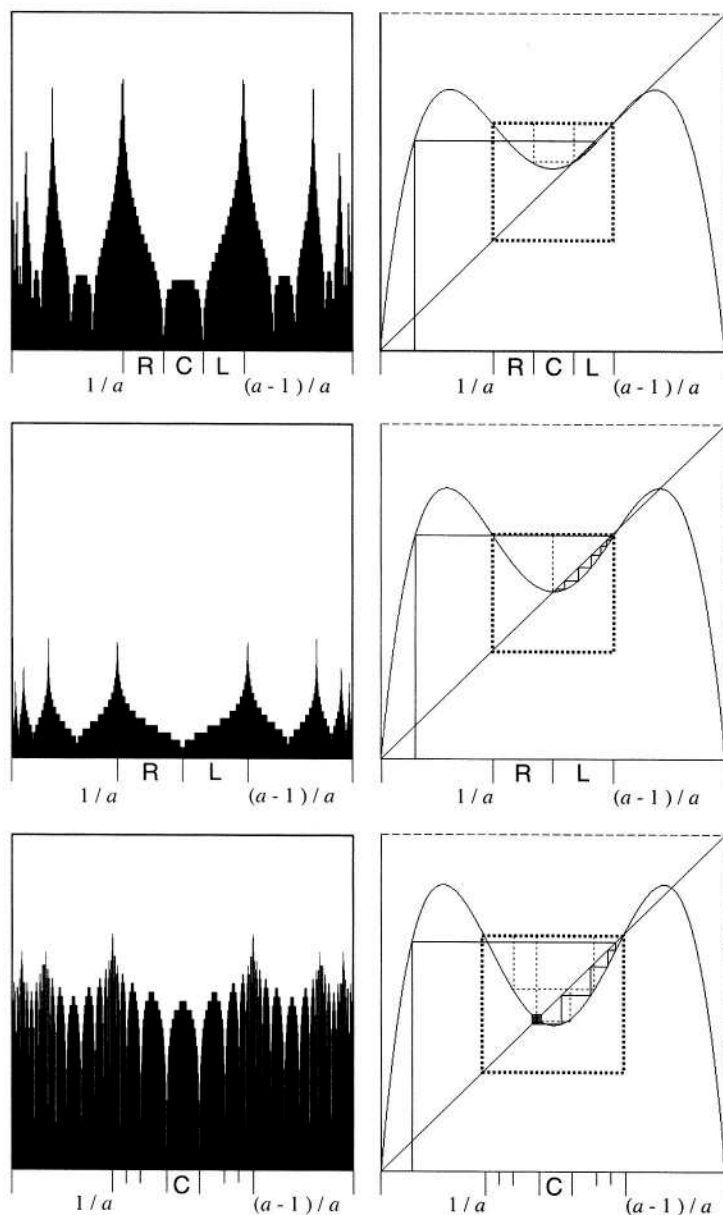 R C L R C L
1 / a (a - 1) / a 1 / a (a - 1) / a
R L R L
1 / a (a - 1) / a 1 / a (a - 1) / a
C C
1 / a (a - 1) / a 1 / a (a - 1) / a